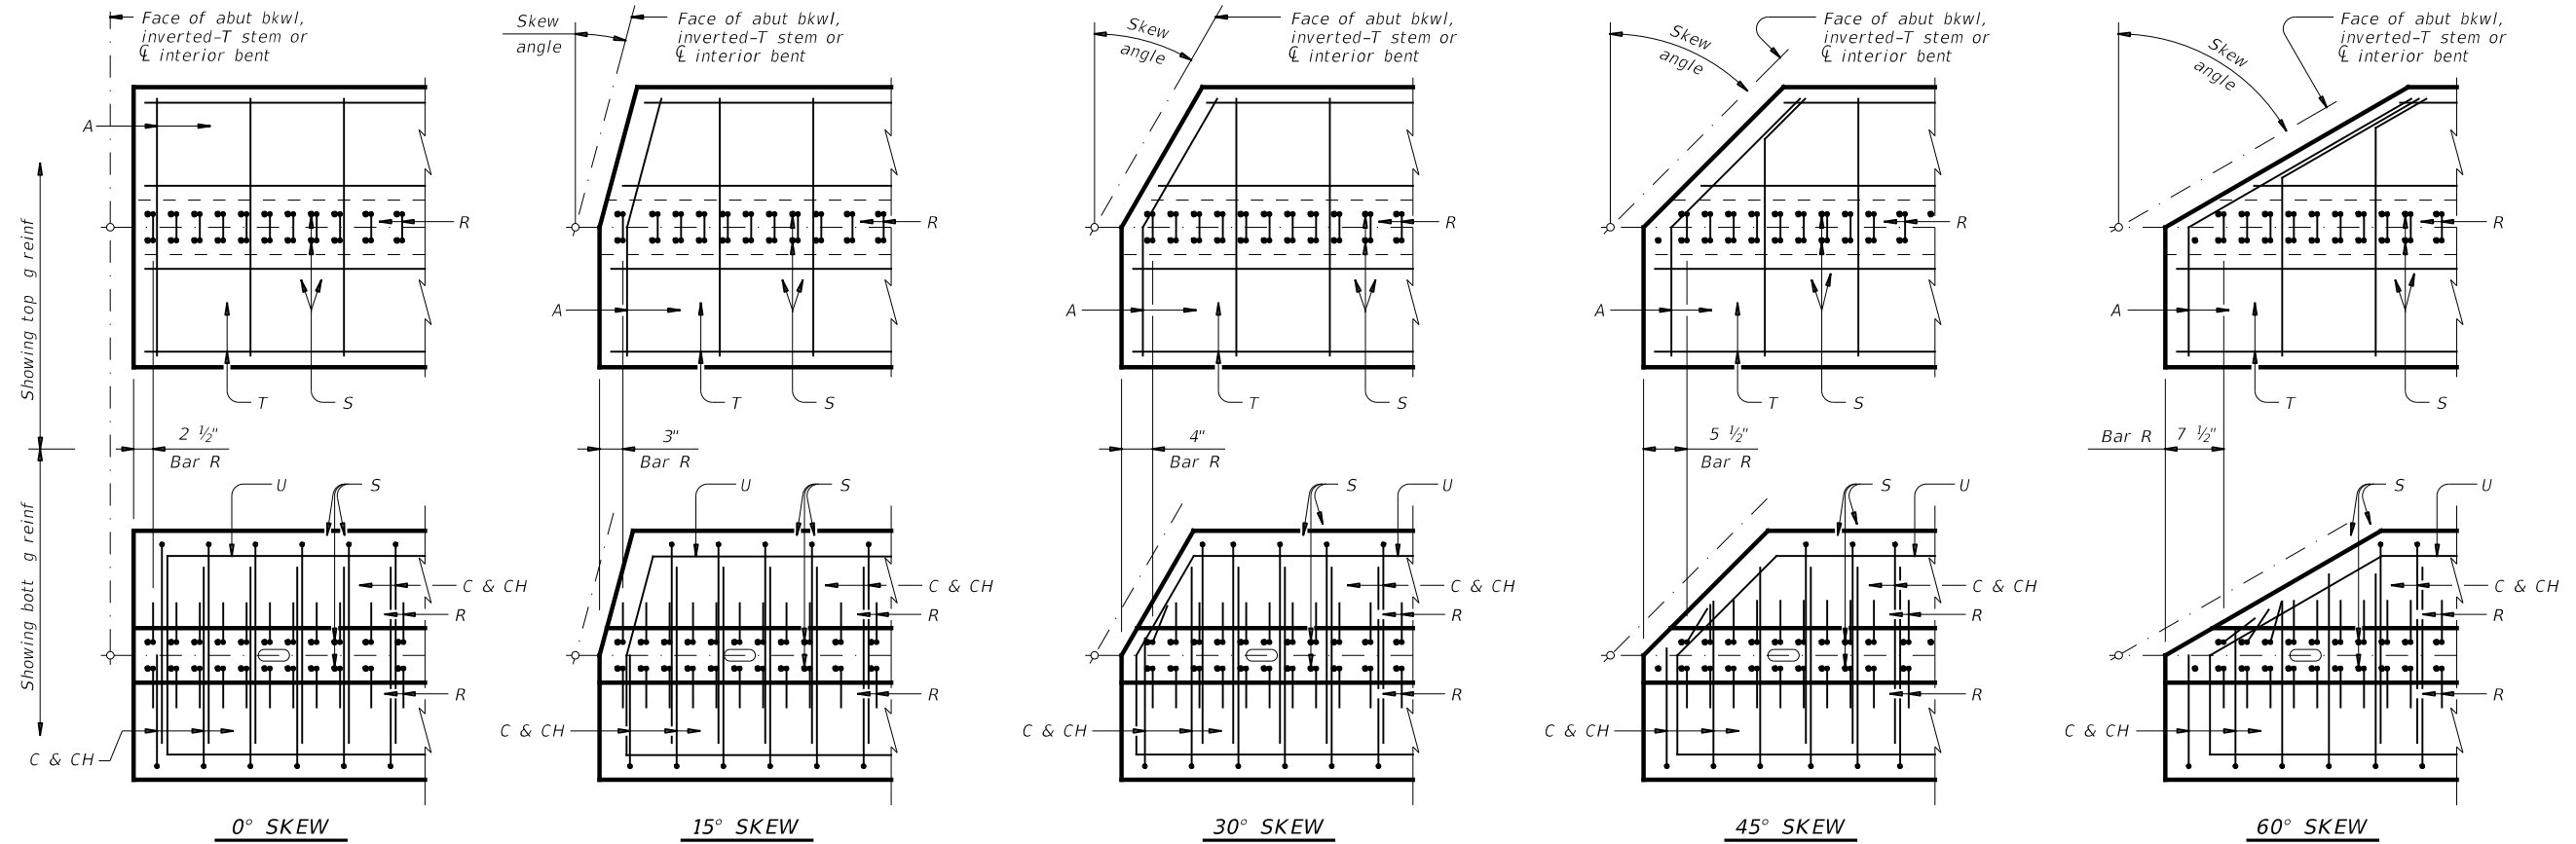 Face of abut bkwl,
inverted-T stem or
℄ interior bent
A
R
T
S
Showing top g reinf
2 ½"
Bar R
Showing bott g reinf
U
S
C & CH
R
R
C & CH
0° SKEW
Skew
angle
Face of abut bkwl,
inverted-T stem or
℄ interior bent
R
A
T
S
3"
Bar R
U
S
C & CH
R
R
C & CH
15° SKEW
Skew
angle
Face of abut bkwl,
inverted-T stem or
℄ interior bent
R
A
T
S
4"
Bar R
S
U
C & CH
R
R
C & CH
30° SKEW
Skew
angle
Face of abut bkwl,
inverted-T stem or
℄ interior bent
R
A
T
S
5 ½"
Bar R
S
U
C & CH
R
R
C & CH
45° SKEW
Skew
angle
Face of abut bkwl,
inverted-T stem or
℄ interior bent
R
A
T
S
Bar R
7 ½"
S
U
C & CH
R
R
C & CH
60° SKEW